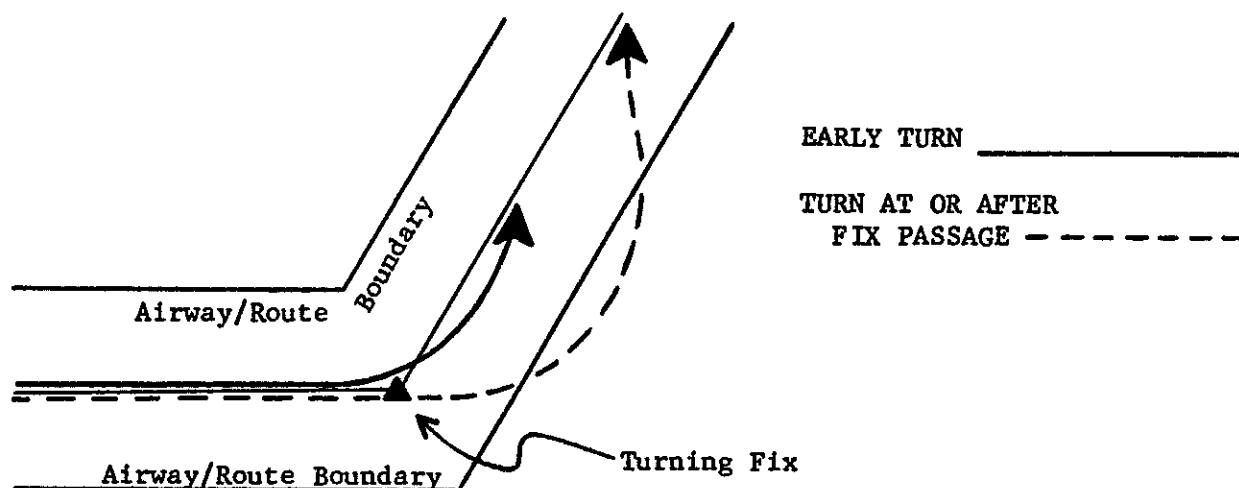 EARLY TURN
TURN AT OR AFTER
FIX PASSAGE
Airway/Route
Boundary
Airway/Route Boundary
Turning Fix